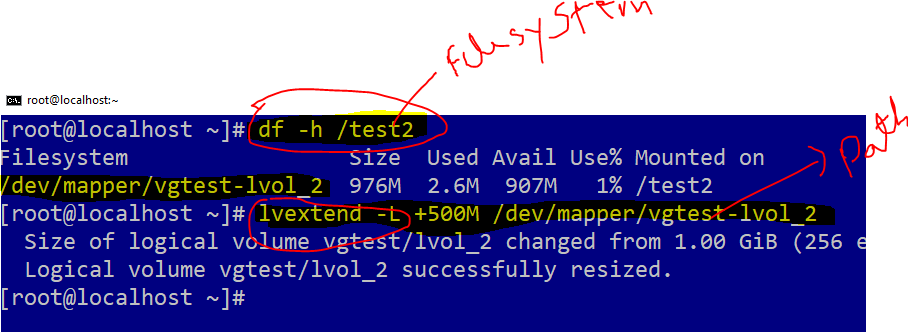 Filesystem
root@localhost:~
[root@localhost ~]# df -h /test2
Path
Filesystem Size Used Avail Use% Mounted on
/dev/mapper/vgtest-lvol_2 976M 2.6M 907M 1% /test2
[root@localhost ~]# lvextend -L +500M /dev/mapper/vgtest-lvol_2
Size of logical volume vgtest/lvol_2 changed from 1.00 GiB (256 e
Logical volume vgtest/lvol_2 successfully resized.
[root@localhost ~]#